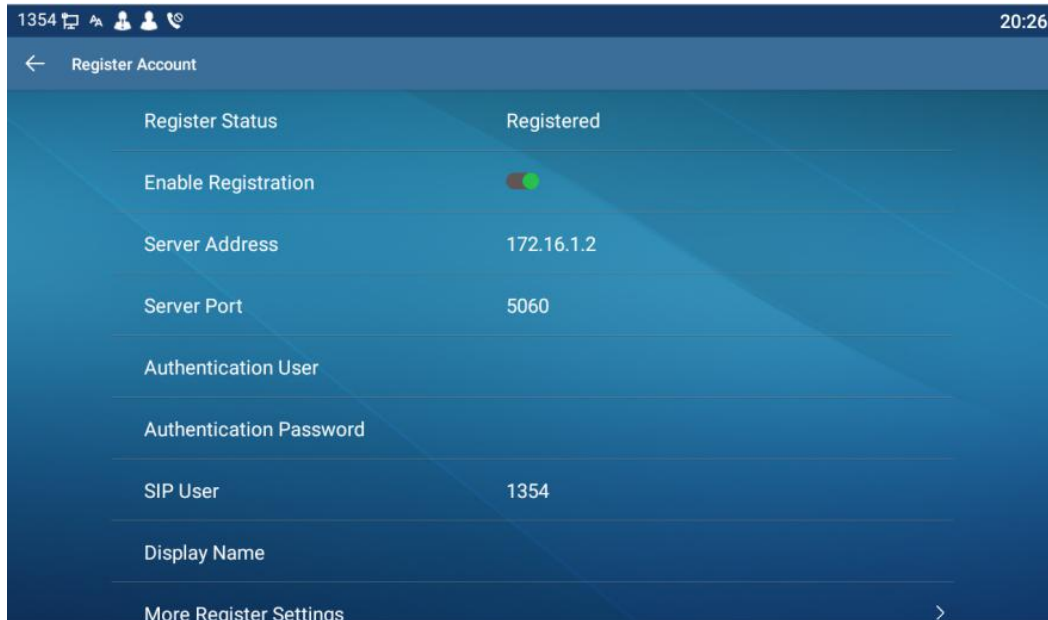 1354 20:26
Register Account
Register Status Registered
Enable Registration
Server Address 172.16.1.2
Server Port 5060
Authentication User
Authentication Password
SIP User 1354
Display Name
More Register Settings